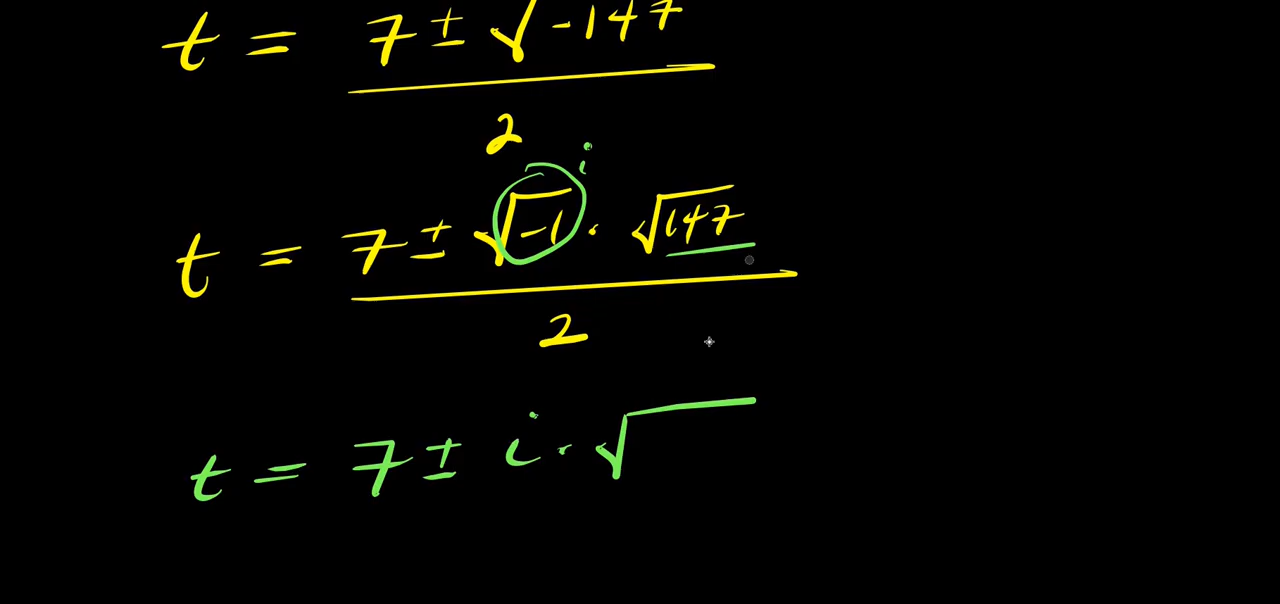 t = 7 ± √-147
2
i
t = 7 ± √-1 · √147
2
t = 7 ± i · √